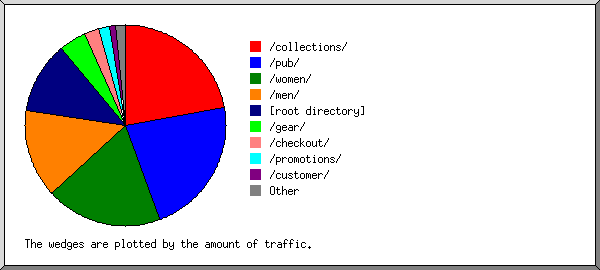 /collections/
/pub/
/women/
/men/
[root directory]
/gear/
/checkout/
/promotions/
/customer/
Other
The wedges are plotted by the amount of traffic.